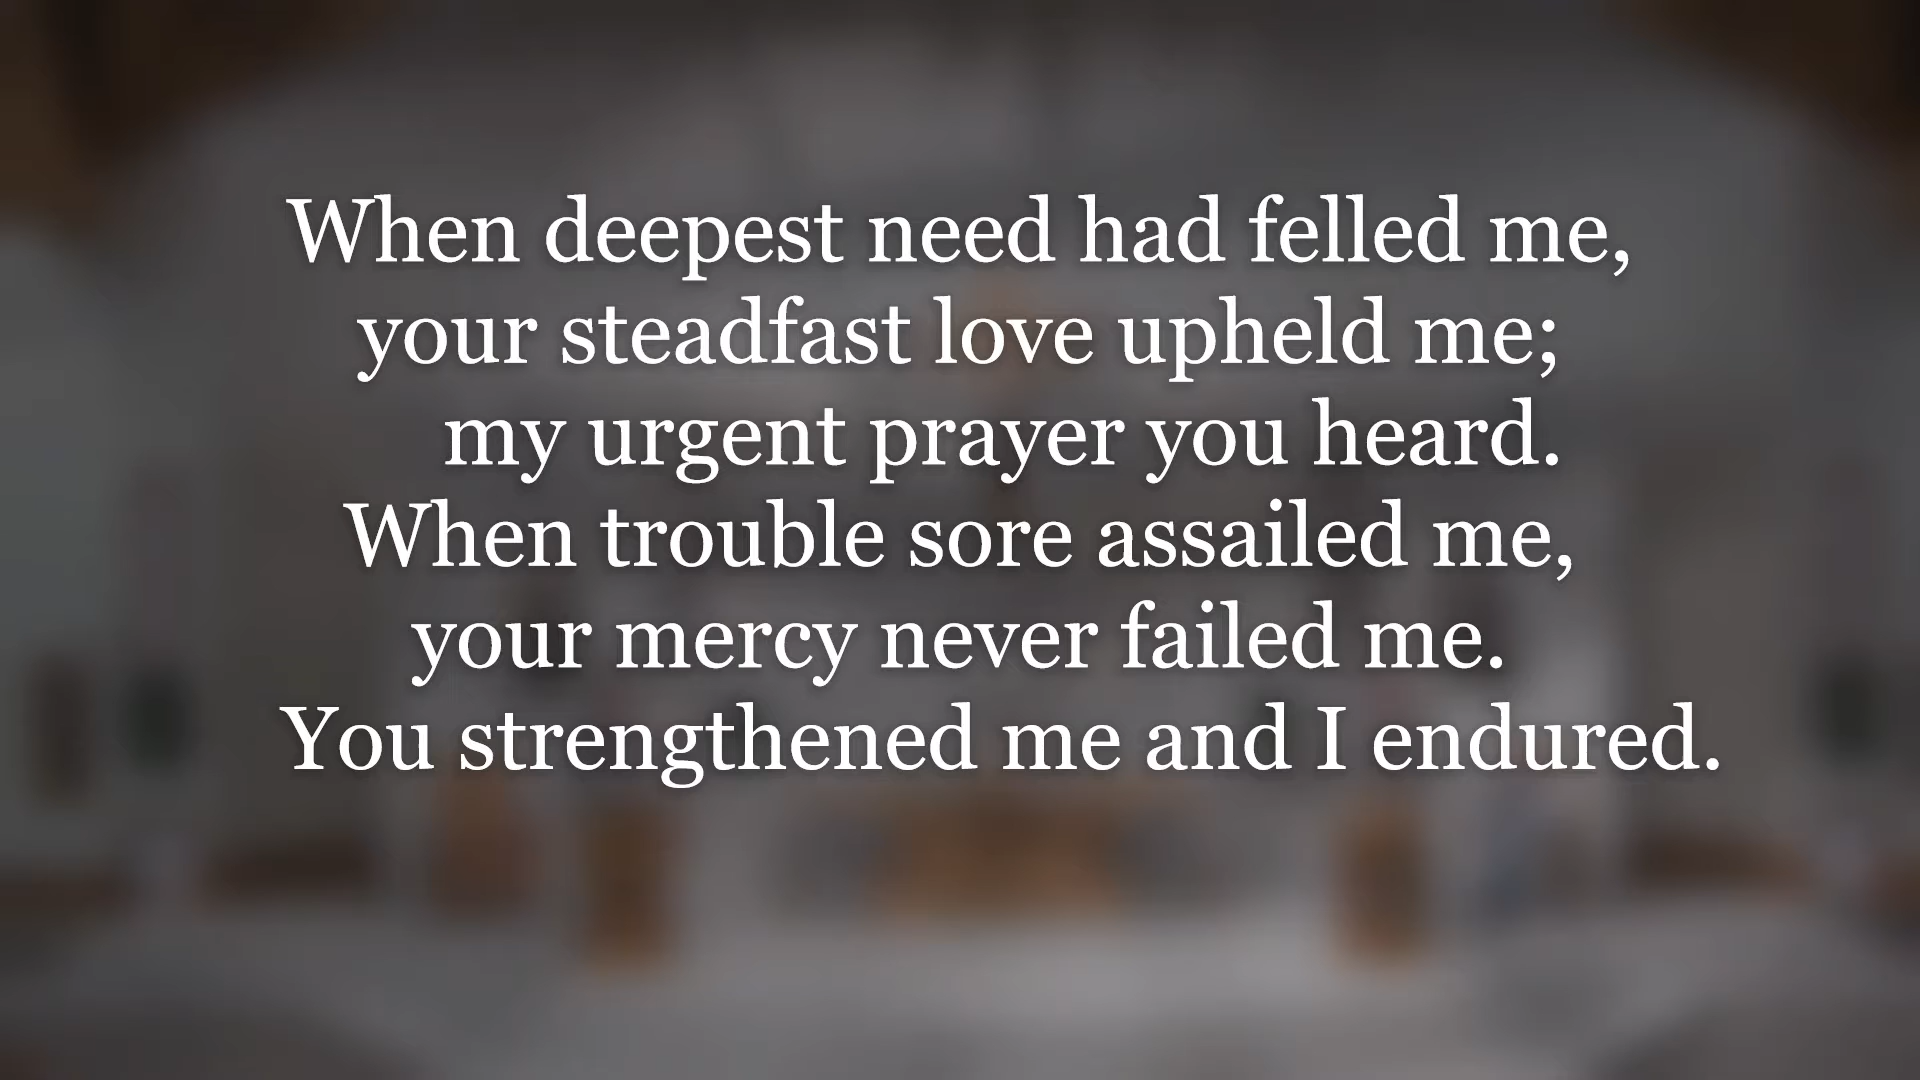 When deepest need had felled me,
your steadfast love upheld me;
my urgent prayer you heard.
When trouble sore assailed me,
your mercy never failed me.
You strengthened me and I endured.